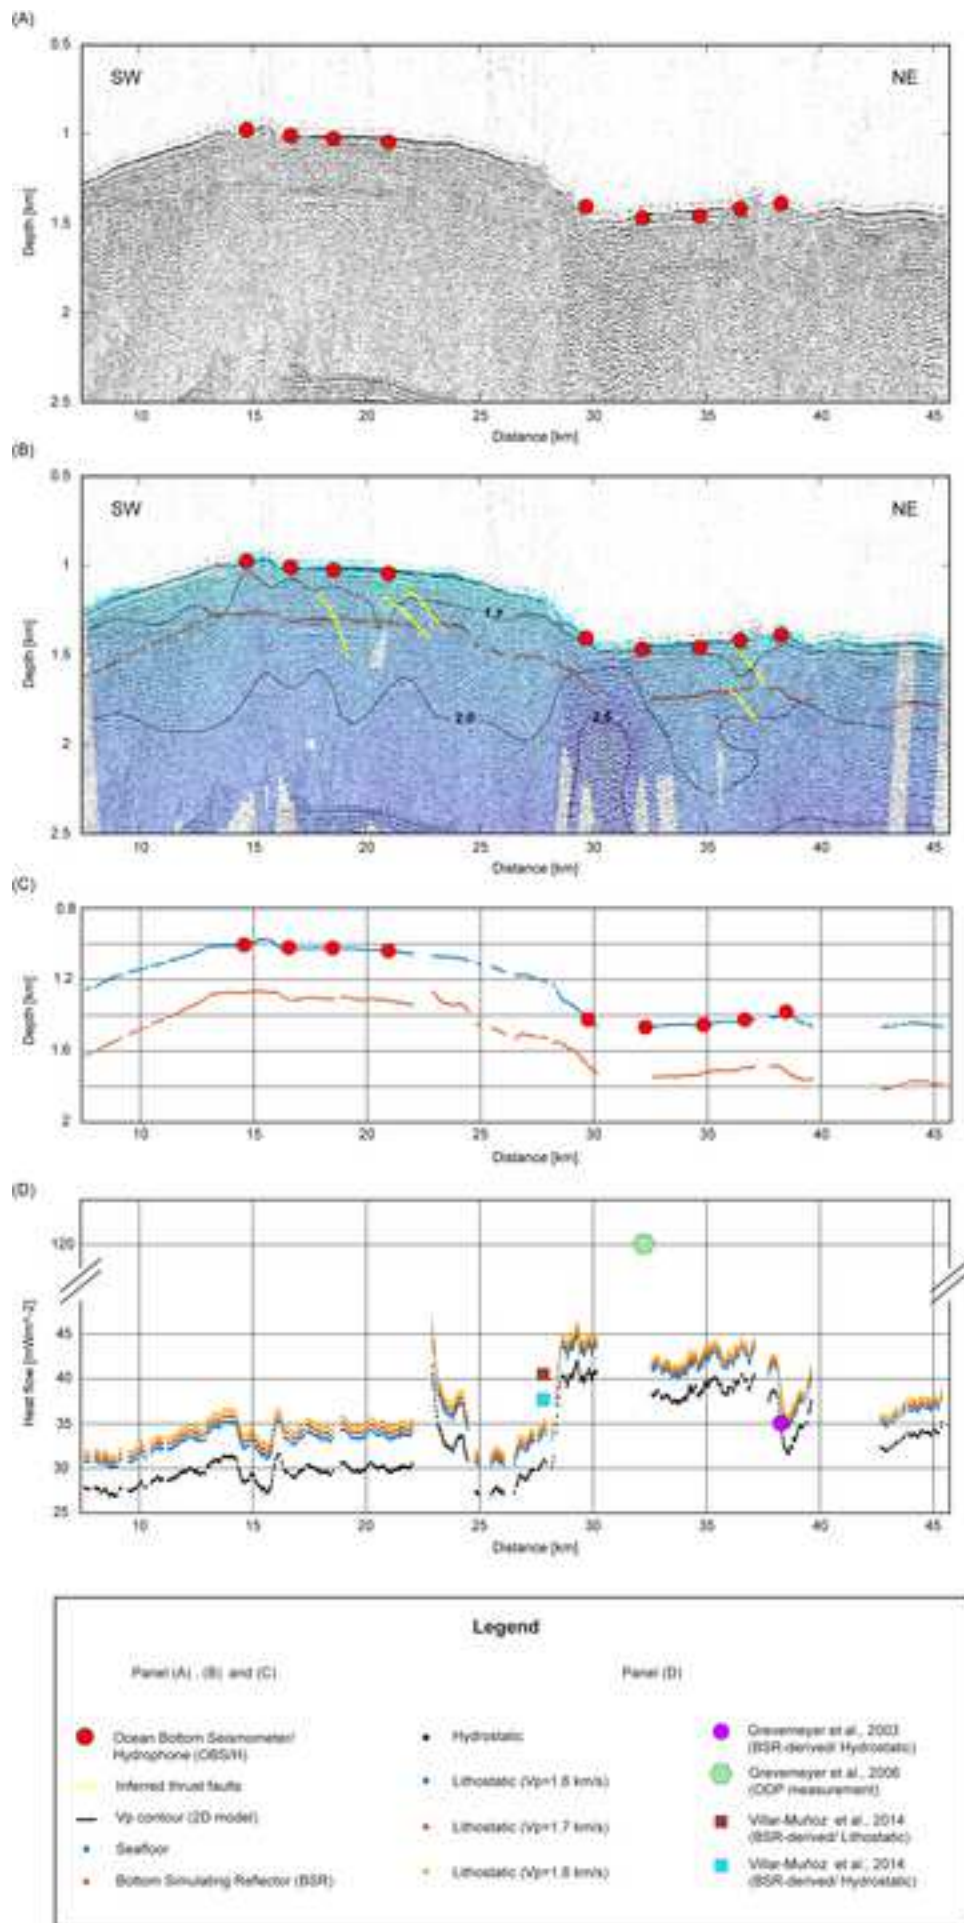 (A)
0.5
SW
NE
1
1.5
2
2.5
Depth [km]
10 15 20 25 30 35 40 45
Distance [km]
(B)
0.5
SW
NE
1
1.7
1.5
2.0
2.5
2
2.5
Depth [km]
10 15 20 25 30 35 40 45
Distance [km]
(C)
0.8
1.2
1.6
2
Depth [km]
10 15 20 25 30 35 40 45
Distance [km]
(D)
120
45
40
35
30
25
Heat flow [mWm^-2]
10 15 20 25 30 35 40 45
Distance [km]
Legend
Panel (A) , (B) and (C)
Ocean Bottom Seismometer/
Hydrophone (OBS/H)
Inferred thrust faults
Vp contour (2D model)
Seafloor
Bottom Simulating Reflector (BSR)
Panel (D)
Hydrostatic
Lithostatic (Vp=1.6 km/s)
Lithostatic (Vp=1.7 km/s)
Lithostatic (Vp=1.8 km/s)
Grevemeyer et al., 2003
(BSR-derived/ Hydrostatic)
Grevemeyer et al., 2006
(ODP measurement)
Villar-Muñoz et al., 2014
(BSR-derived/ Lithostatic)
Villar-Muñoz et al., 2014
(BSR-derived/ Hydrostatic)